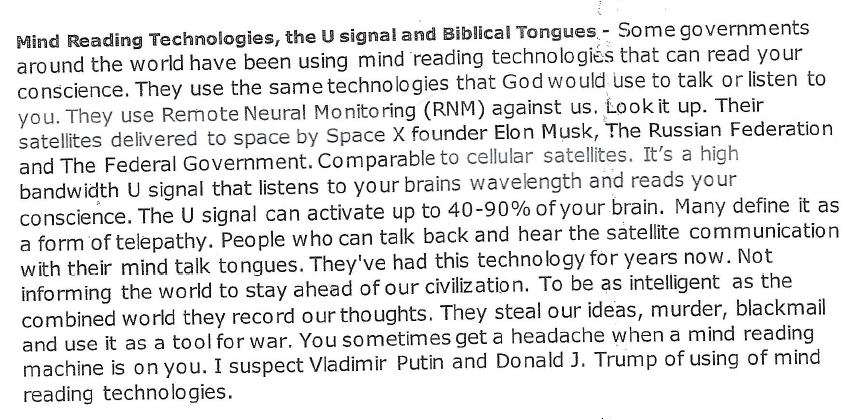 Mind Reading Technologies, the U signal and Biblical Tongues - Some governments
around the world have been using mind reading technologies that can read your
conscience. They use the same technologies that God would use to talk or listen to
you. They use Remote Neural Monitoring (RNM) against us. Look it up. Their
satellites delivered to space by Space X founder Elon Musk, The Russian Federation
and The Federal Government. Comparable to cellular satellites. It's a high
bandwidth U signal that listens to your brains wavelength and reads your
conscience. The U signal can activate up to 40-90% of your brain. Many define it as
a form of telepathy. People who can talk back and hear the satellite communication
with their mind talk tongues. They've had this technology for years now. Not
informing the world to stay ahead of our civilization. To be as intelligent as the
combined world they record our thoughts. They steal our ideas, murder, blackmail
and use it as a tool for war. You sometimes get a headache when a mind reading
machine is on you. I suspect Vladimir Putin and Donald J. Trump of using of mind
reading technologies.